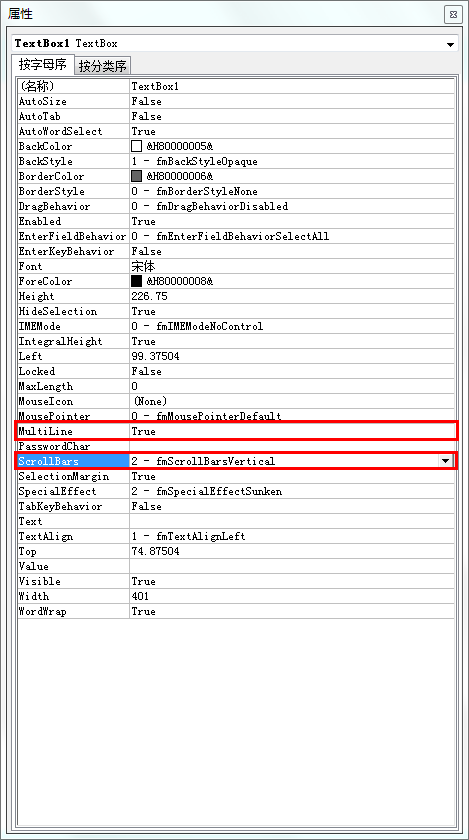 属性
TextBox1 TextBox
按字母序 按分类序
(名称) TextBox1
AutoSize False
AutoTab False
AutoWordSelect True
BackColor &H80000005&
BackStyle 1 - fmBackStyleOpaque
BorderColor &H80000006&
BorderStyle 0 - fmBorderStyleNone
DragBehavior 0 - fmDragBehaviorDisabled
Enabled True
EnterFieldBehavior 0 - fmEnterFieldBehaviorSelectAll
EnterKeyBehavior False
Font 宋体
ForeColor &H80000008&
Height 226.75
HideSelection True
IMEMode 0 - fmIMEModeNoControl
IntegralHeight True
Left 99.37504
Locked False
MaxLength 0
MouseIcon (None)
MousePointer 0 - fmMousePointerDefault
MultiLine True
PasswordChar
ScrollBars 2 - fmScrollBarsVertical
SelectionMargin True
SpecialEffect 2 - fmSpecialEffectSunken
TabKeyBehavior False
Text
TextAlign 1 - fmTextAlignLeft
Top 74.87504
Value
Visible True
Width 401
WordWrap True